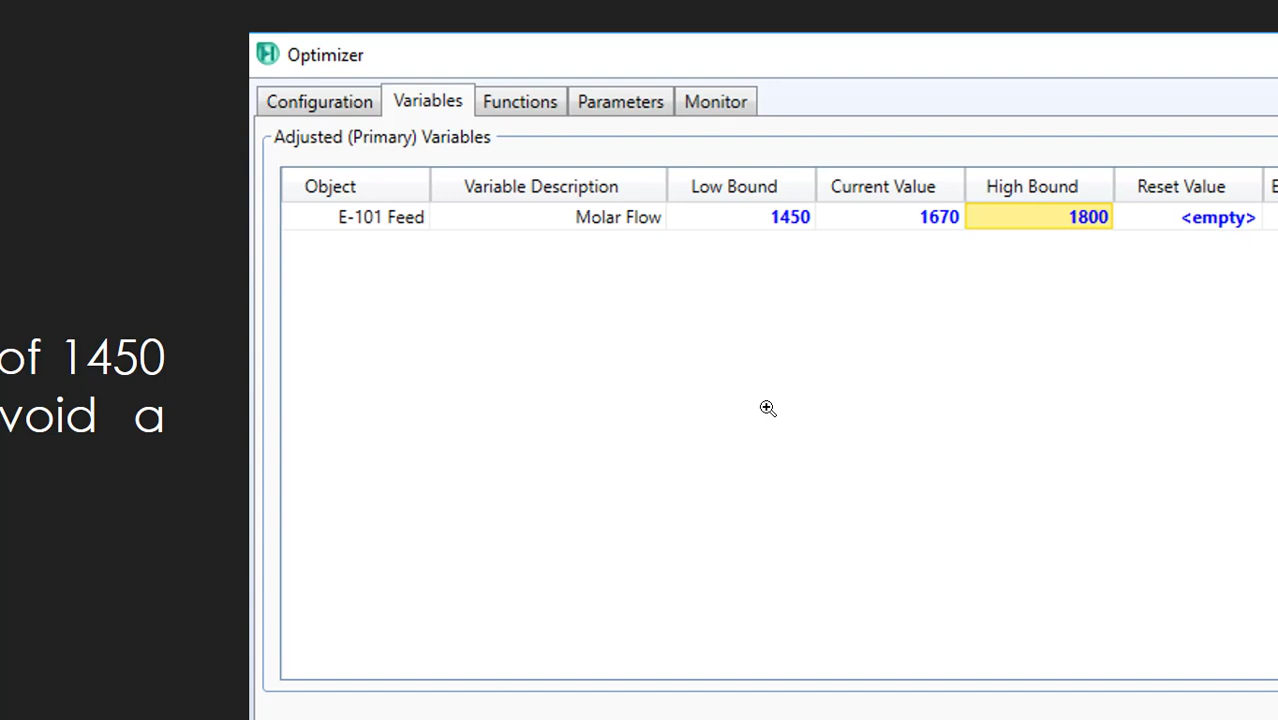 Optimizer
Configuration Variables Functions Parameters Monitor
Adjusted (Primary) Variables
Object Variable Description Low Bound Current Value High Bound Reset Value E
E-101 Feed Molar Flow 1450 1670 1800 <empty>
of 1450
void a